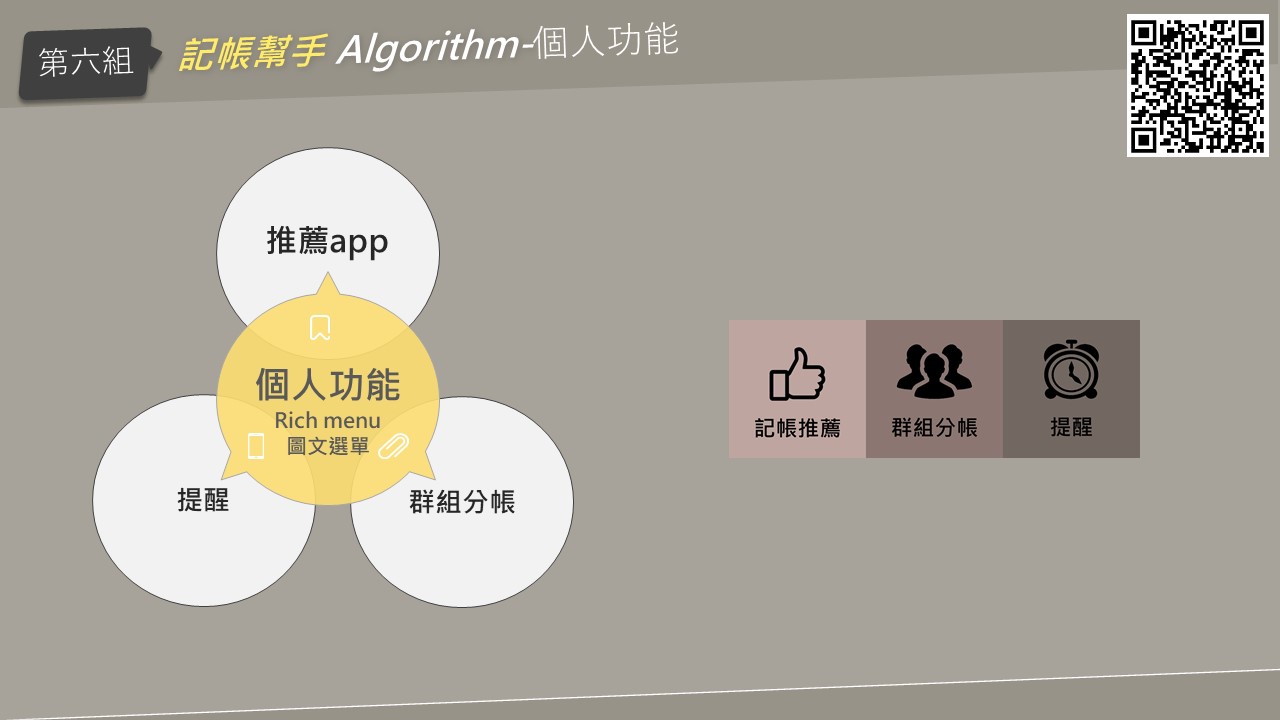 第六組
記帳幫手 Algorithm-個人功能
推薦app
個人功能
Rich menu
圖文選單
提醒
群組分帳
記帳推薦
群組分帳
提醒